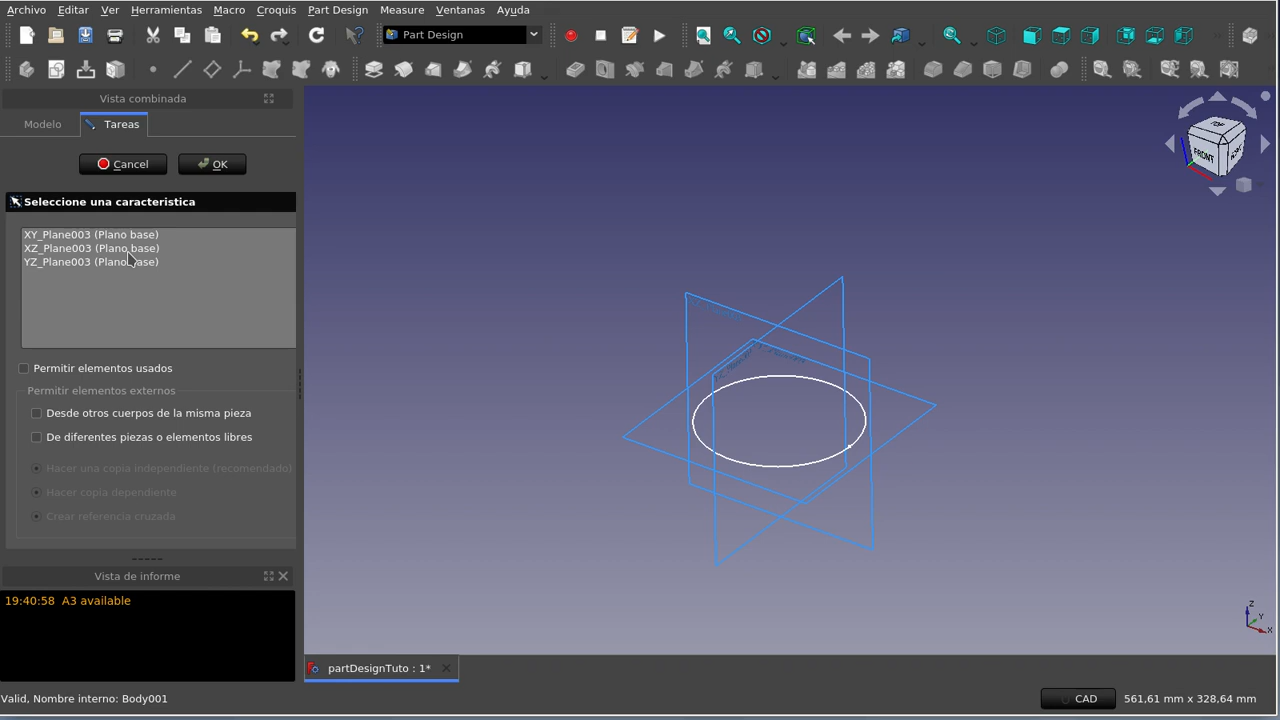 Archivo Editar Ver Herramientas Macro Croquis Part Design Measure Ventanas Ayuda
Part Design
Vista combinada
Modelo Tareas
Cancel OK
Seleccione una caracteristica
XY_Plane003 (Plano base)
XZ_Plane003 (Plano base)
YZ_Plane003 (Plano base)
Permitir elementos usados
Permitir elementos externos
Desde otros cuerpos de la misma pieza
De diferentes piezas o elementos libres
Hacer una copia independiente (recomendado)
Hacer copia dependiente
Crear referencia cruzada
Vista de informe
19:40:58 A3 available
TOP
FRONT
Z
Y
X
partDesignTuto : 1*
Valid, Nombre interno: Body001
CAD 561,61 mm x 328,64 mm